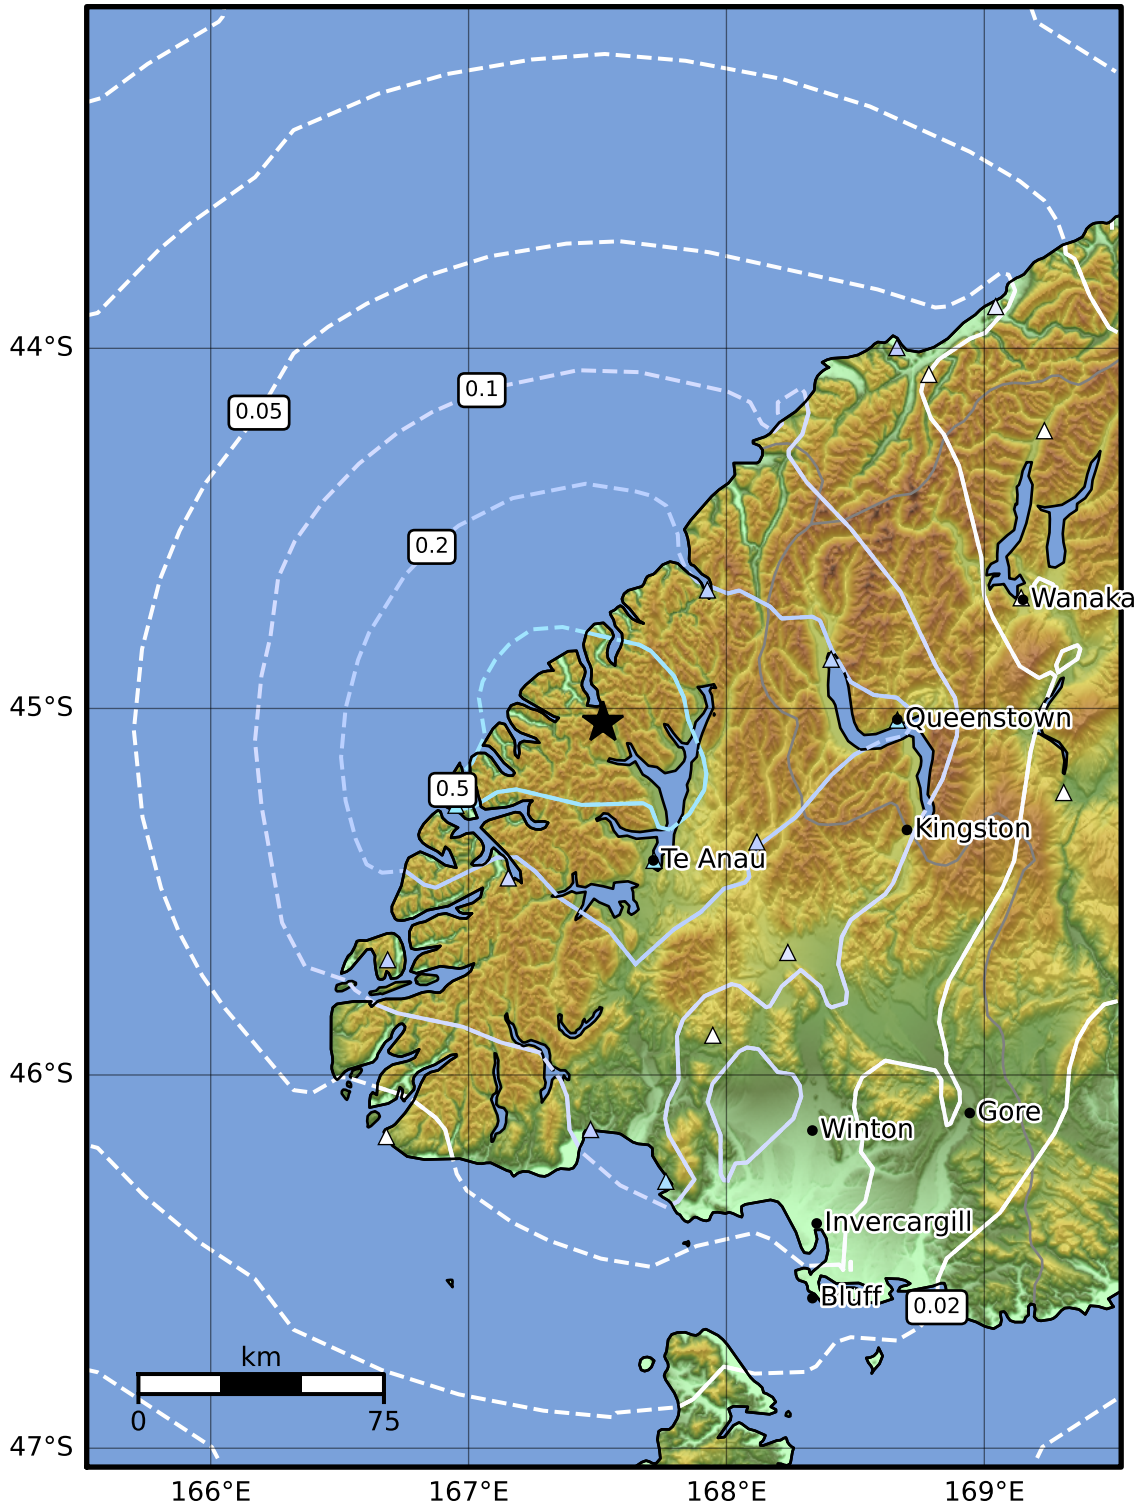 44°S
0.05
0.1
0.2
Wanaka
45°S
Queenstown
0.5
Kingston
Te Anau
46°S
Gore
Winton
Invercargill
Bluff
0.02
km
0
75
47°S
166°E
167°E
168°E
169°E